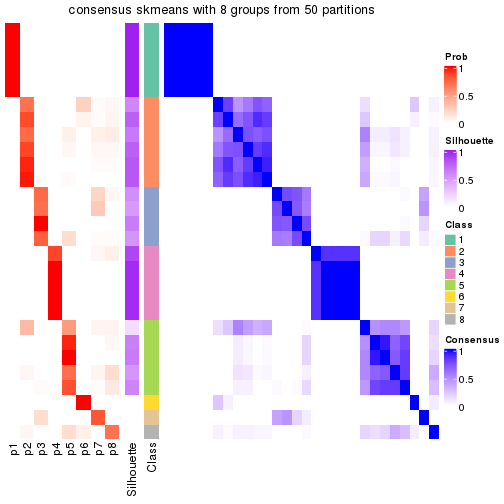 consensus skmeans with 8 groups from 50 partitions
Prob
1
0.5
0
Silhouette
1
0.5
0
Class
1
2
3
4
5
6
7
8
Consensus
1
0.5
0
p1
p2
p3
p4
p5
p6
p7
p8
Silhouette
Class